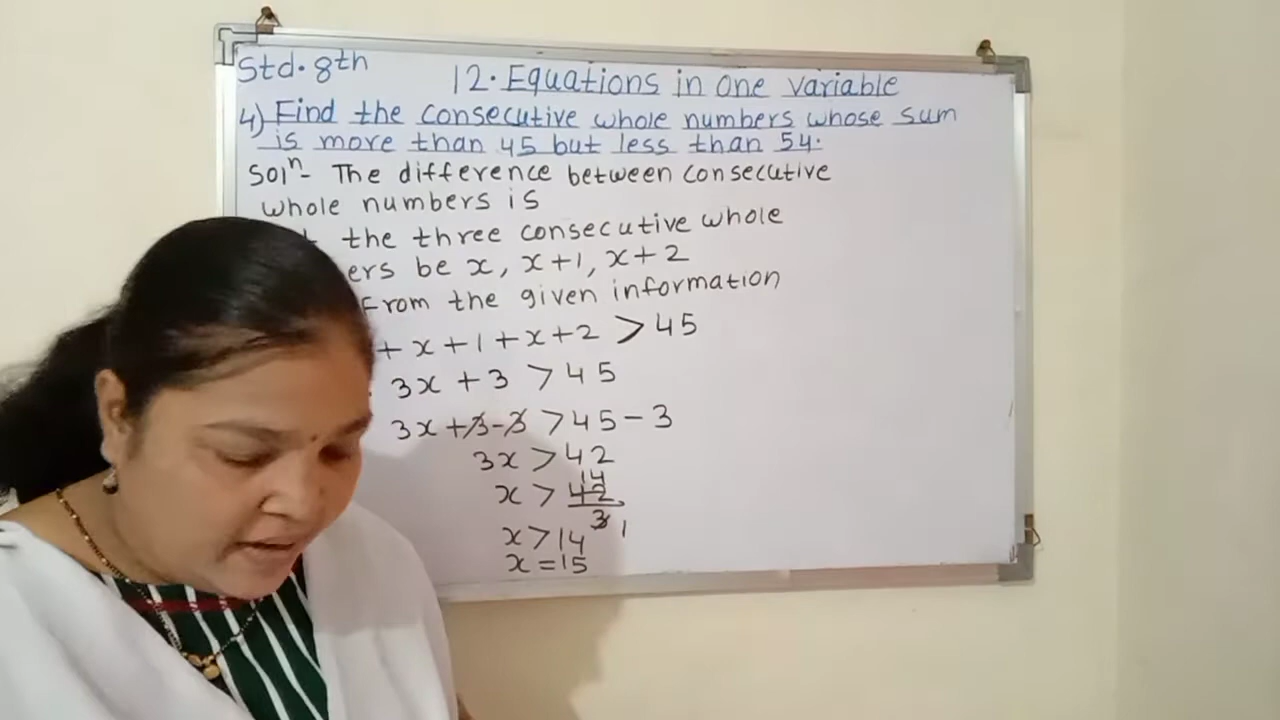 Std. 8th
12. Equations in one variable
4) Find the consecutive whole numbers whose sum
is more than 45 but less than 54.
Solⁿ- The difference between consecutive
whole numbers is
the three consecutive whole
ers be x, x+1, x+2
From the given information
+ x + 1 + x + 2 > 45
3x + 3 > 45
3x + 3 - 3 > 45 - 3
3x > 42
14
x > 42
3 1
x > 14
x = 15